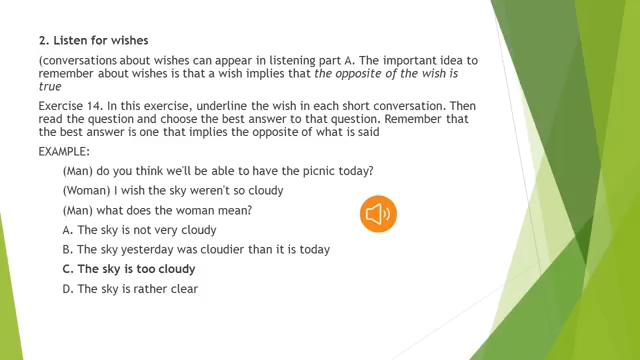 2. Listen for wishes
(conversations about wishes can appear in listening part A. The important idea to
remember about wishes is that a wish implies that the opposite of the wish is
true
Exercise 14. In this exercise, underline the wish in each short conversation. Then
read the question and choose the best answer to that question. Remember that
the best answer is one that implies the opposite of what is said
EXAMPLE:
(Man) do you think we'll be able to have the picnic today?
(Woman) I wish the sky weren't so cloudy
(Man) what does the woman mean?
A. The sky is not very cloudy
B. The sky yesterday was cloudier than it is today
C. The sky is too cloudy
D. The sky is rather clear